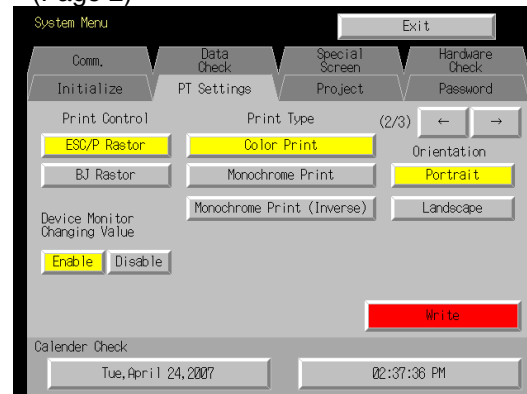 (Page 2)
System Menu
Exit
Comm.
Data Check
Special Screen
Hardware Check
Initialize
PT Settings
Project
Password
Print Control
Print Type
(2/3)
←
→
ESC/P Rastor
Color Print
Orientation
BJ Rastor
Monochrome Print
Portrait
Monochrome Print (Inverse)
Landscape
Device Monitor
Changing Value
Enable
Disable
Write
Calender Check
Tue,April 24,2007
02:37:36 PM